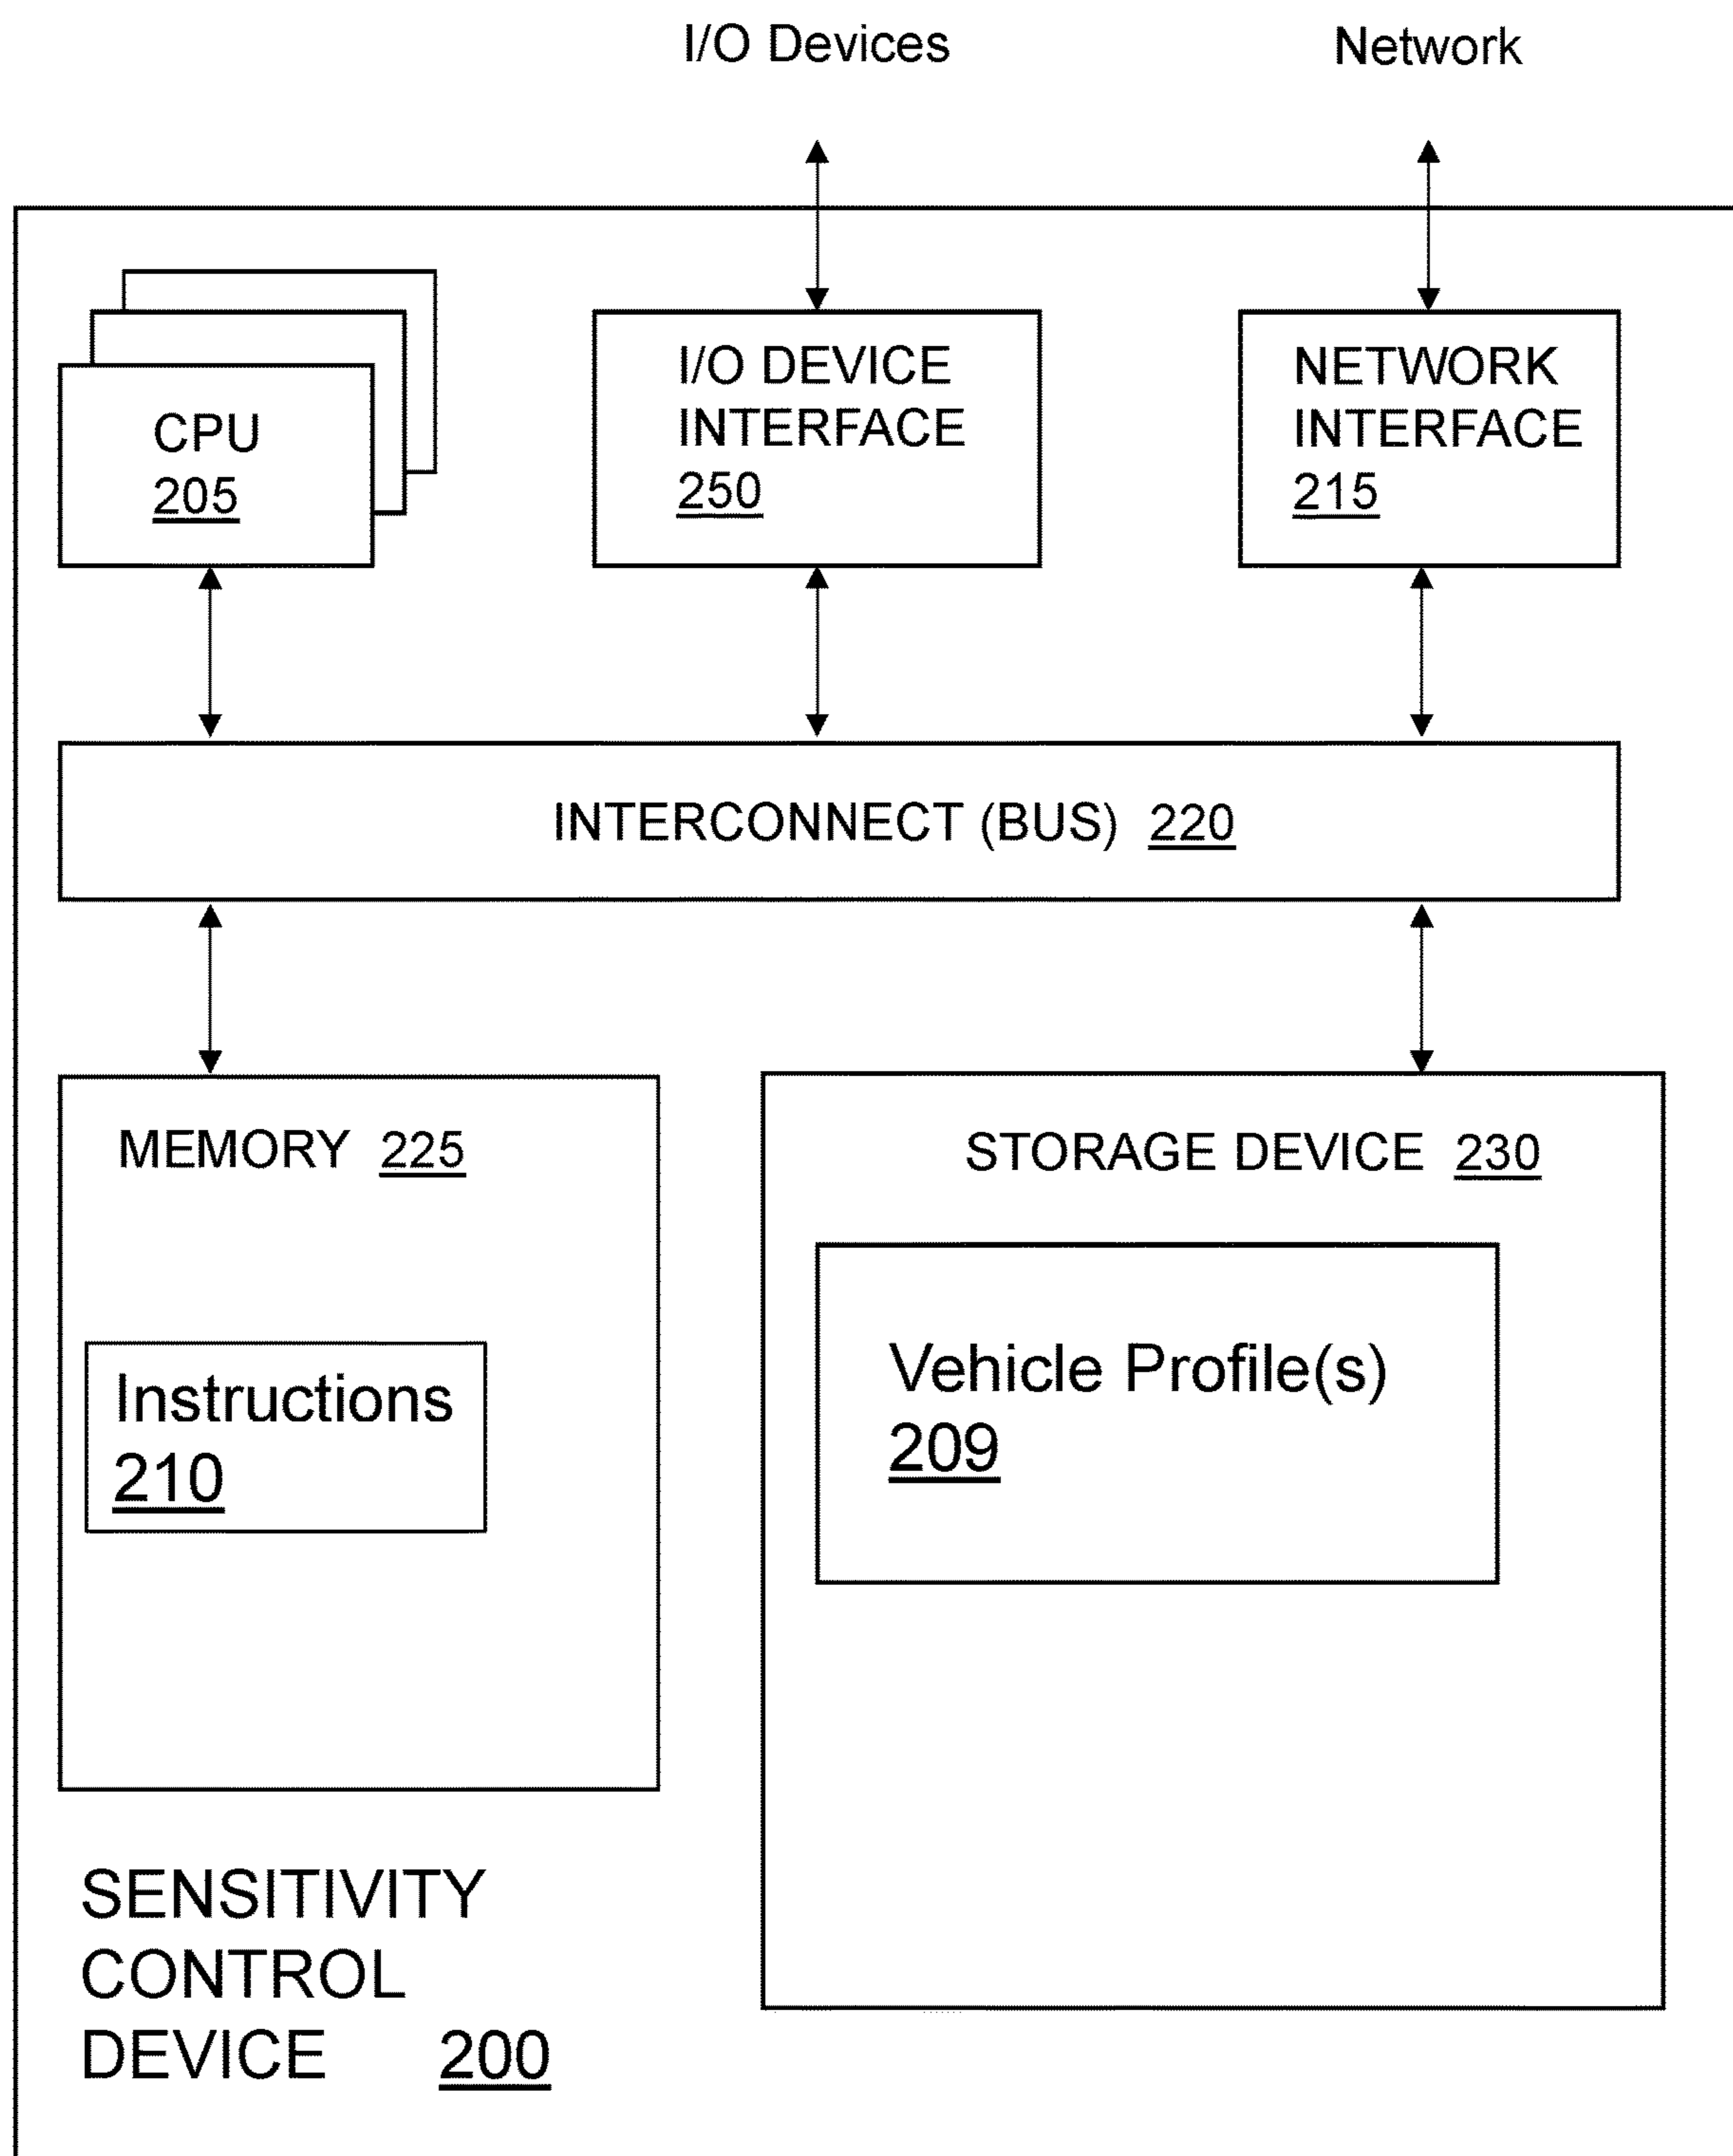 I/O Devices
Network
CPU
205
I/O DEVICE
INTERFACE
250
NETWORK
INTERFACE
215
INTERCONNECT (BUS) 220
MEMORY 225
Instructions
210
STORAGE DEVICE 230
Vehicle Profile(s)
209
SENSITIVITY
CONTROL
DEVICE 200